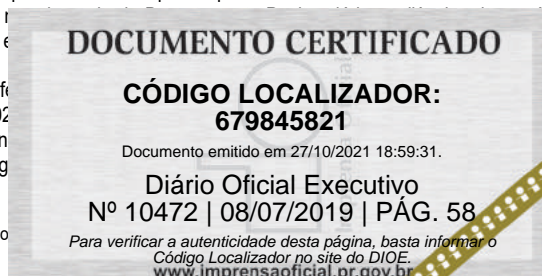 DOCUMENTO CERTIFICADO
CÓDIGO LOCALIZADOR:
679845821
Documento emitido em 27/10/2021 18:59:31.
Diário Oficial Executivo
Nº 10472 | 08/07/2019 | PÁG. 58
Para verificar a autenticidade desta página, basta informar o
Código Localizador no site do DIOE.
www.imprensaoficial.pr.gov.br